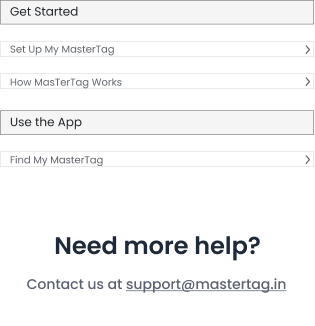 Get Started
Set Up My MasterTag
How MasTerTag Works
Use the App
Find My MasterTag
Need more help?
Contact us at support@mastertag.in